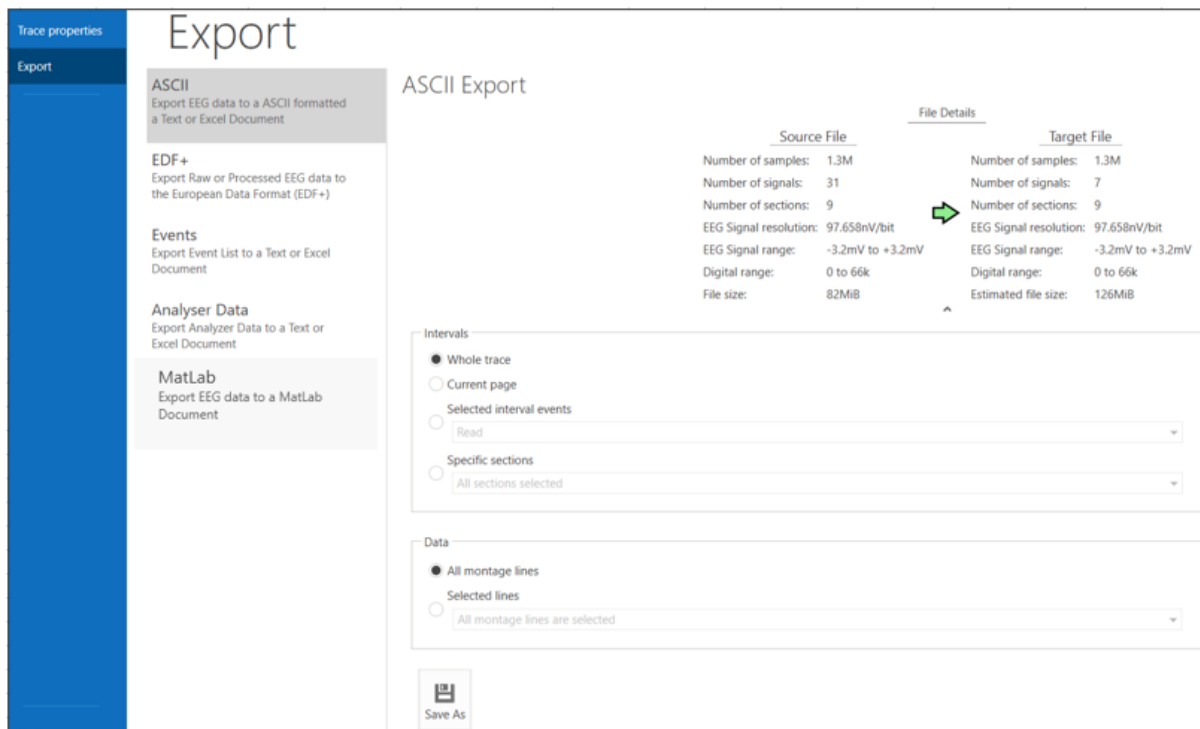 Trace properties
Export
Export
ASCII
Export EEG data to a ASCII formatted
a Text or Excel Document
EDF+
Export Raw or Processed EEG data to
the European Data Format (EDF+)
Events
Export Event List to a Text or Excel
Document
Analyser Data
Export Analyzer Data to a Text or
Excel Document
MatLab
Export EEG data to a MatLab
Document
ASCII Export
File Details
Source File
Number of samples: 1.3M
Number of signals: 31
Number of sections: 9
EEG Signal resolution: 97.658nV/bit
EEG Signal range: -3.2mV to +3.2mV
Digital range: 0 to 66k
File size: 82MiB
Target File
Number of samples: 1.3M
Number of signals: 7
Number of sections: 9
EEG Signal resolution: 97.658nV/bit
EEG Signal range: -3.2mV to +3.2mV
Digital range: 0 to 66k
Estimated file size: 126MiB
Intervals
Whole trace
Current page
Selected interval events
Read
Specific sections
All sections selected
Data
All montage lines
Selected lines
All montage lines are selected
Save As